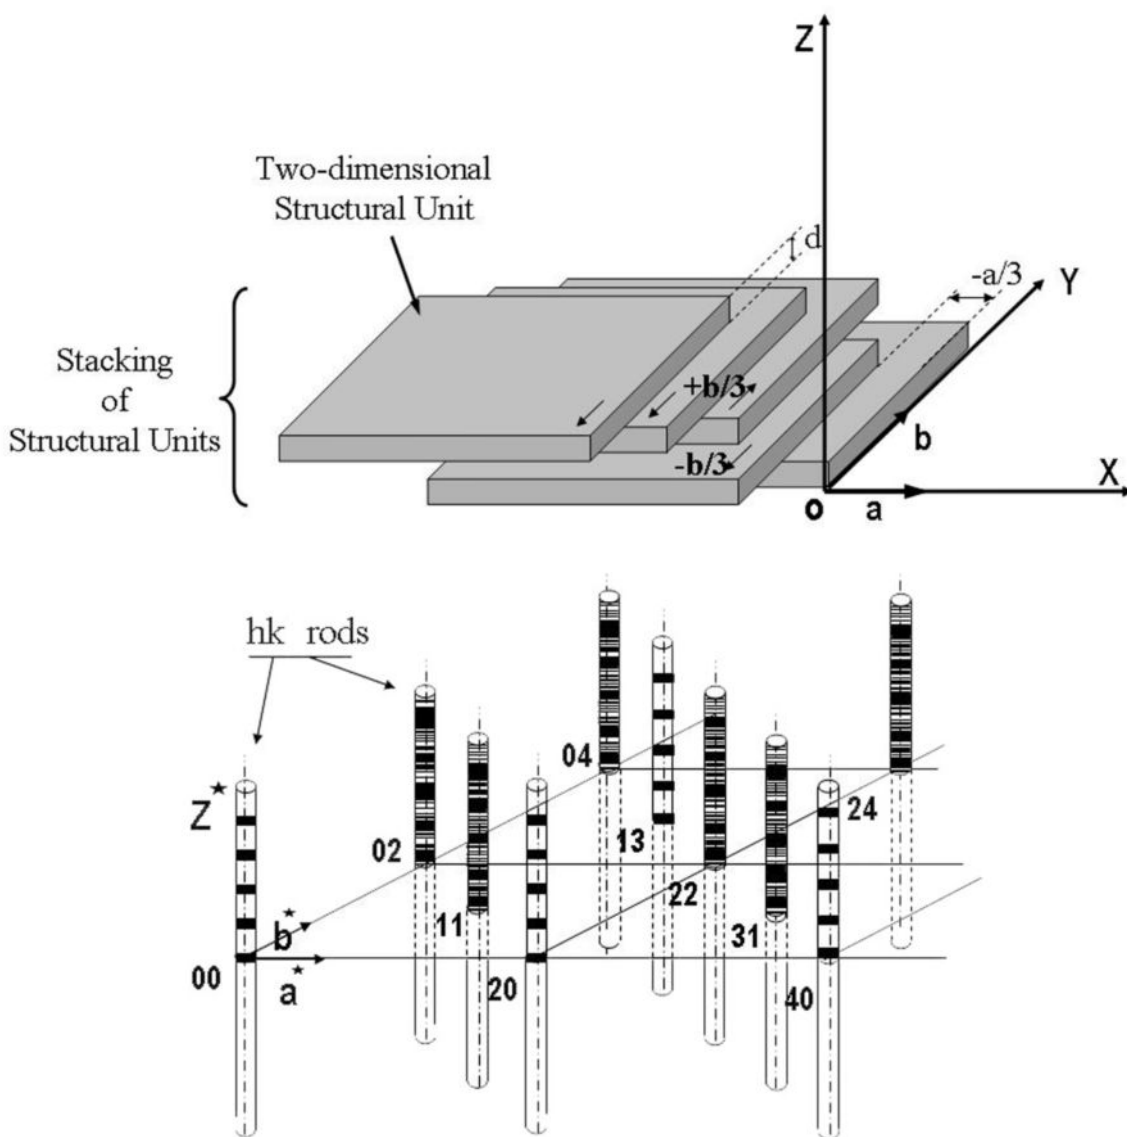 Z
Two-dimensional
Structural Unit
d
-a/3
Y
Stacking
of
Structural Units
+b/3
-b/3
b
X
o
a
hk rods
Z*
04
02
13
24
11
22
31
b*
00
a*
20
40